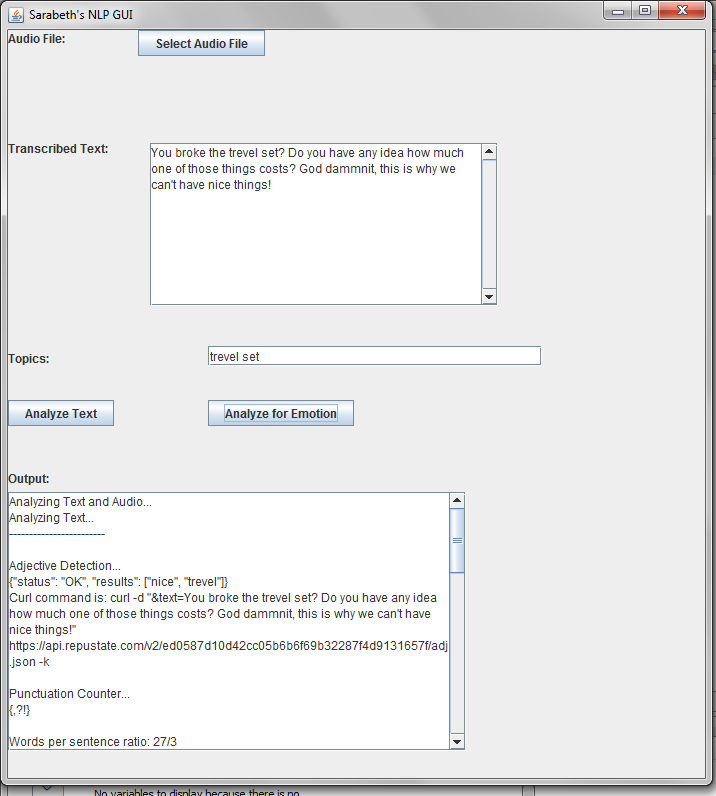 Sarabeth's NLP GUI
Audio File:
Select Audio File
Transcribed Text:
You broke the trevel set? Do you have any idea how much
one of those things costs? God dammnit, this is why we
can't have nice things!
Topics:
trevel set
Analyze Text
Analyze for Emotion
Output:
Analyzing Text and Audio...
Analyzing Text...
------------------------
Adjective Detection...
{"status": "OK", "results": ["nice", "trevel"]}
Curl command is: curl -d "&text=You broke the trevel set? Do you have any idea
how much one of those things costs? God dammnit, this is why we can't have
nice things!"
https://api.repustate.com/v2/ed0587d10d42cc05b6b6f69b32287f4d9131657f/adj
.json -k
Punctuation Counter...
{,?!}
Words per sentence ratio: 27/3
No variables to display because there is no